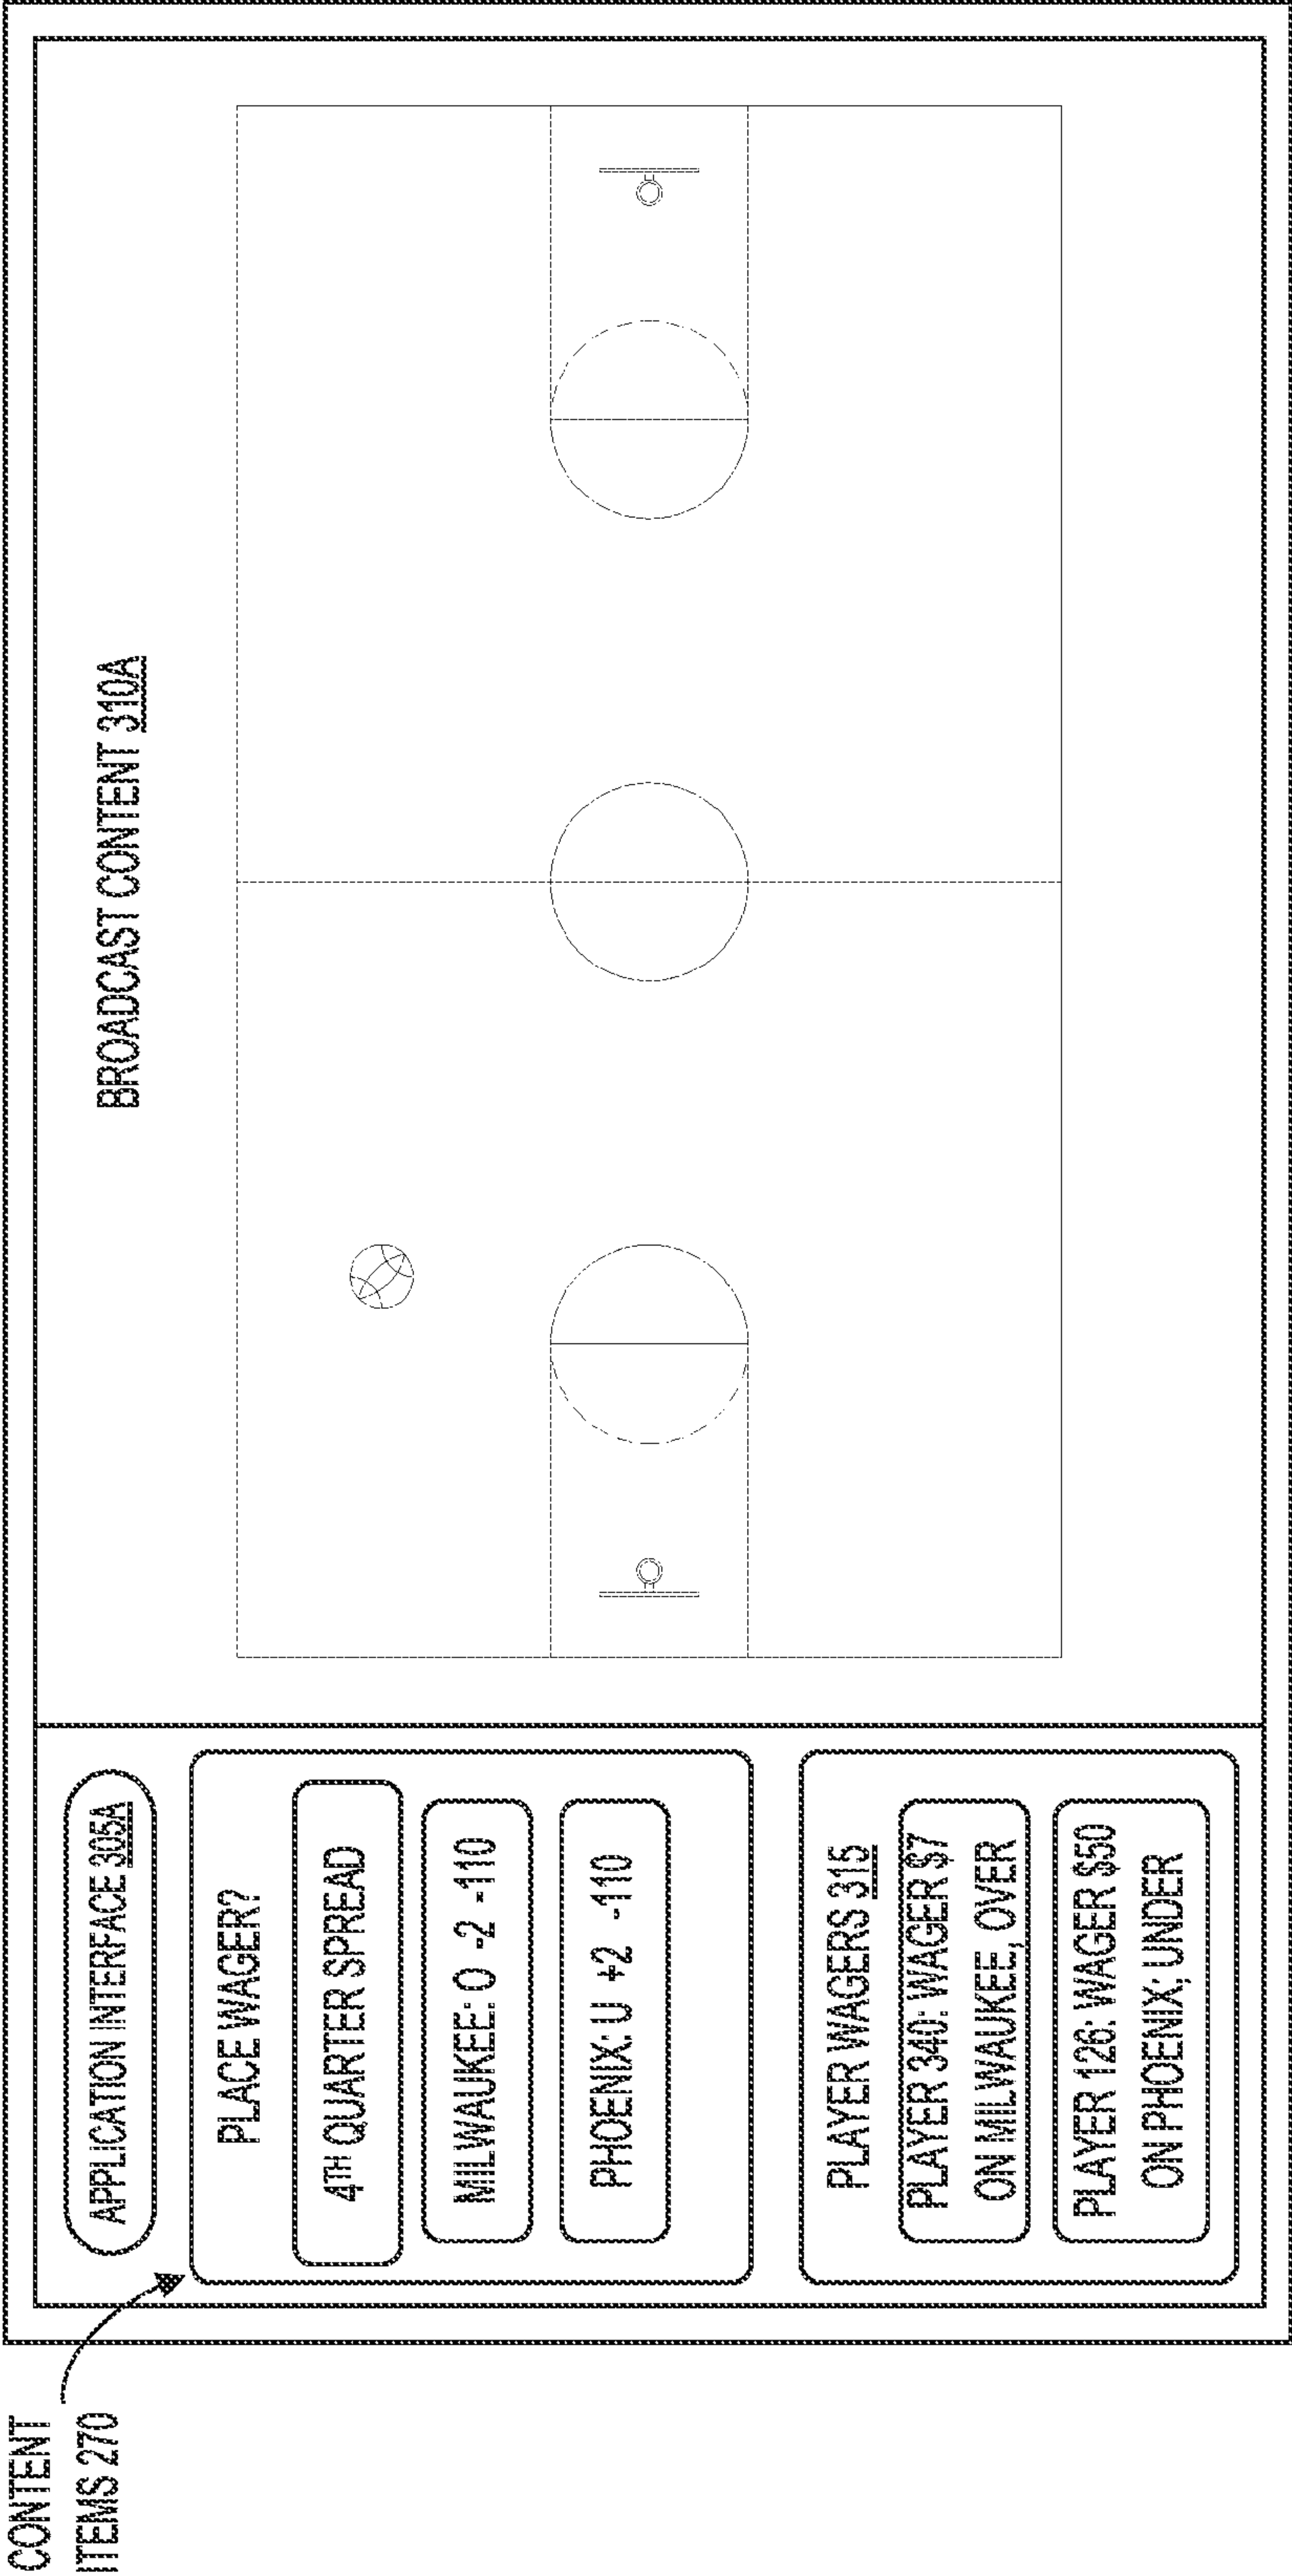 CONTENT
ITEMS 270
APPLICATION INTERFACE 305A
PLACE WAGER?
4TH QUARTER SPREAD
MILWAUKEE: O -2 -110
PHOENIX: U +2 -110
PLAYER WAGERS 315
PLAYER 340: WAGER $7
ON MILWAUKEE, OVER
PLAYER 126: WAGER $50
ON PHOENIX; UNDER
BROADCAST CONTENT 310A